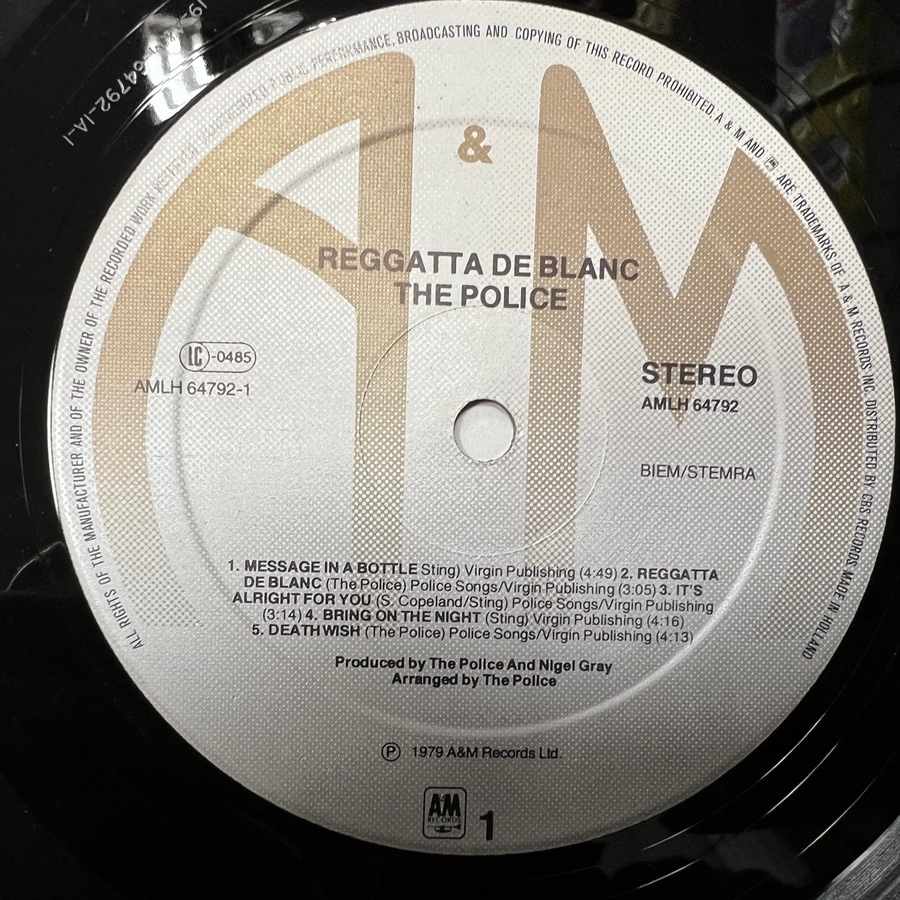 ALL RIGHTS OF THE MANUFACTURER AND OF THE OWNER OF THE RECORDED WORK PUBLIC PERFORMANCE, BROADCASTING AND COPYING OF THIS RECORD PROHIBITED A & M AND ARE TRADEMARKS OF A & M RECORDS INC. DISTRIBUTED BY CBS RECORDS MADE IN HOLLAND
64792-1A-1
A & M
REGGATTA DE BLANC
THE POLICE
LC-0485
AMLH 64792-1
STEREO
AMLH 64792
BIEM/STEMRA
1. MESSAGE IN A BOTTLE Sting) Virgin Publishing (4:49) 2. REGGATTA
DE BLANC (The Police) Police Songs/Virgin Publishing (3:05) 3. IT'S
ALRIGHT FOR YOU (S. Copeland/Sting) Police Songs/Virgin Publishing
(3:14) 4. BRING ON THE NIGHT (Sting) Virgin Publishing (4:16)
5. DEATHWISH (The Police) Police Songs/Virgin Publishing (4:13)
Produced by The Police And Nigel Gray
Arranged by The Police
Ⓟ 1979 A&M Records Ltd.
AM RECORDS
1